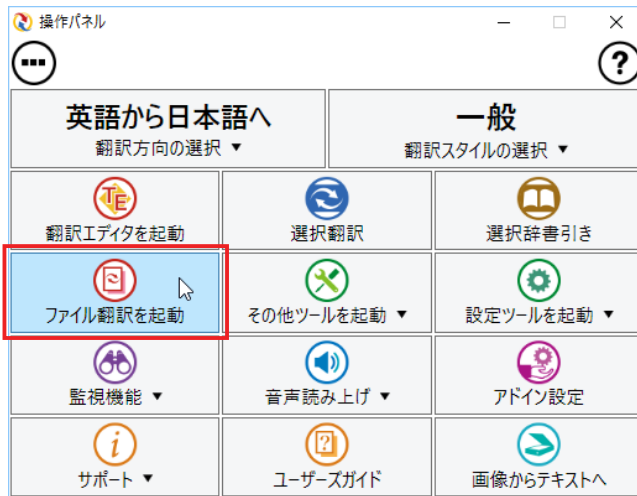 操作パネル
英語から日本語へ
翻訳方向の選択 ▼
一般
翻訳スタイルの選択 ▼
TE
翻訳エディタを起動
選択翻訳
選択辞書引き
ファイル翻訳を起動
その他ツールを起動 ▼
設定ツールを起動 ▼
監視機能 ▼
音声読み上げ ▼
アドイン設定
i
サポート ▼
?
ユーザーズガイド
画像からテキストへ